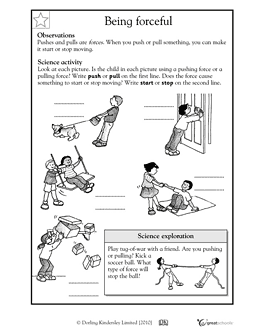 Being forceful
Observations
Pushes and pulls are forces. When you push or pull something, you can make
it start or stop moving.
Science activity
Look at each picture. Is the child in each picture using a pushing force or a
pulling force? Write push or pull on the first line. Does the force cause
something to start or stop moving? Write start or stop on the second line.
Science exploration
Play tug-of-war with a friend. Are you
pushing or
pulling? Kick
a soccer ball.
What type of
force will stop
the ball?
© Dorling Kindersley Limited [2010]
DK
greatschools